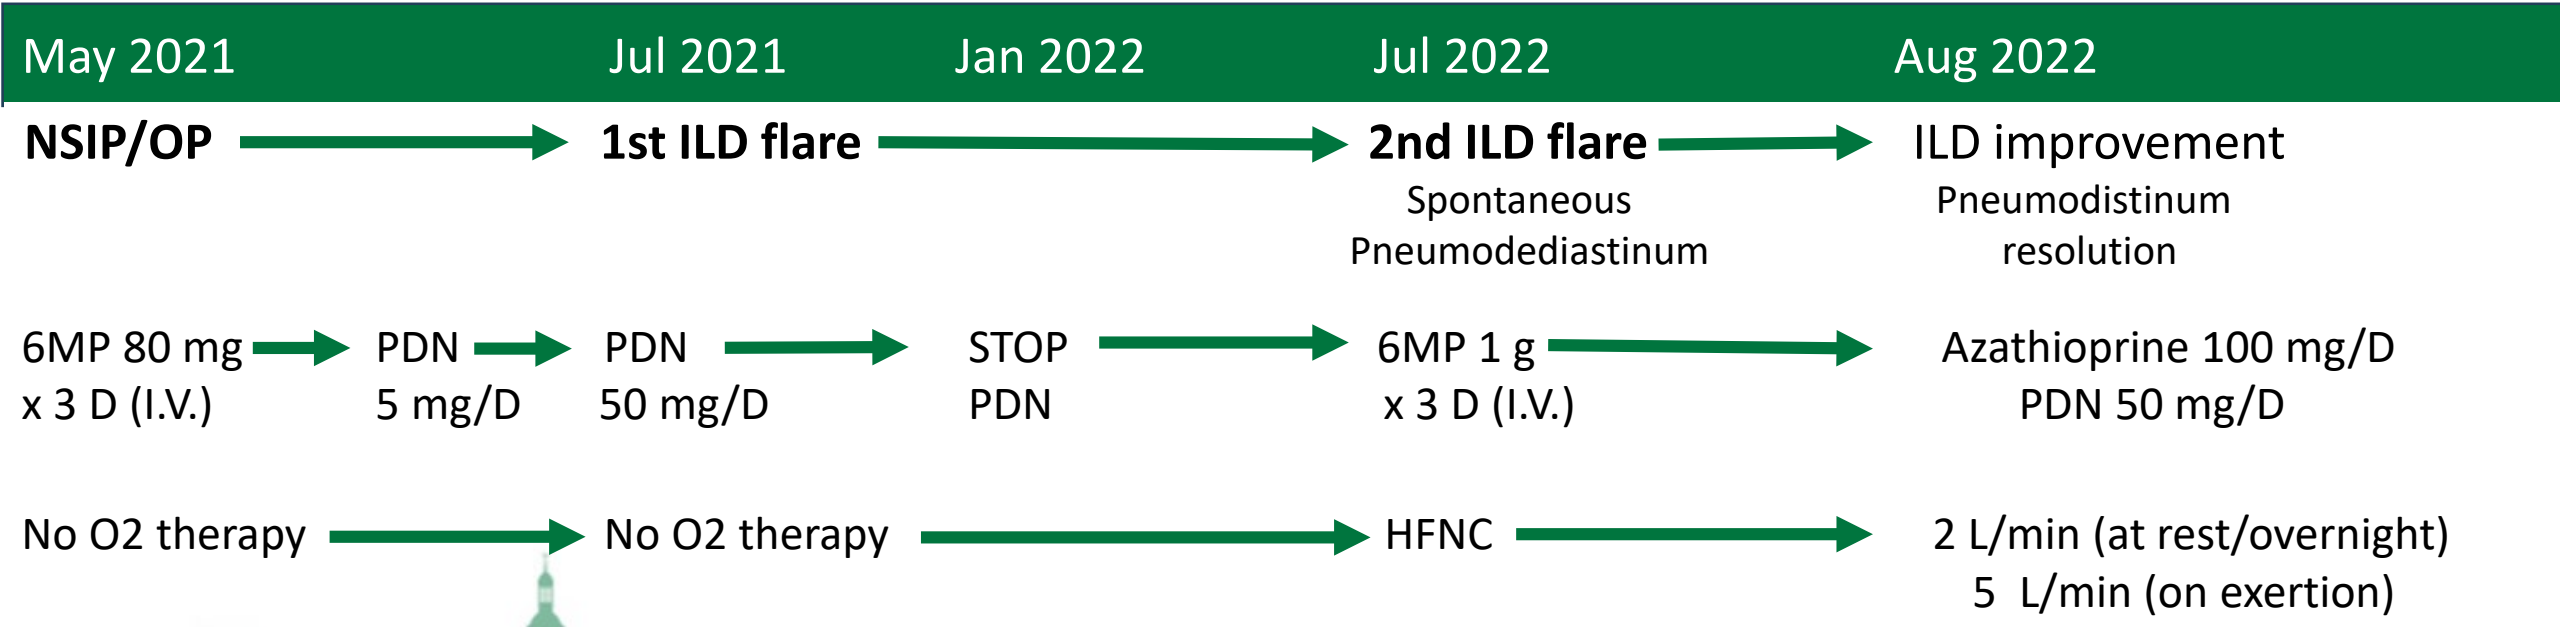 May 2021 Jul 2021 Jan 2022 Jul 2022 Aug 2022
NSIP/OP 1st ILD flare 2nd ILD flare ILD improvement
Spontaneous Pneumodistinum
Pneumodediastinum resolution
6MP 80 mg PDN PDN STOP 6MP 1 g Azathioprine 100 mg/D
x 3 D (I.V.) 5 mg/D 50 mg/D PDN x 3 D (I.V.) PDN 50 mg/D
No O2 therapy No O2 therapy HFNC 2 L/min (at rest/overnight)
5 L/min (on exertion)